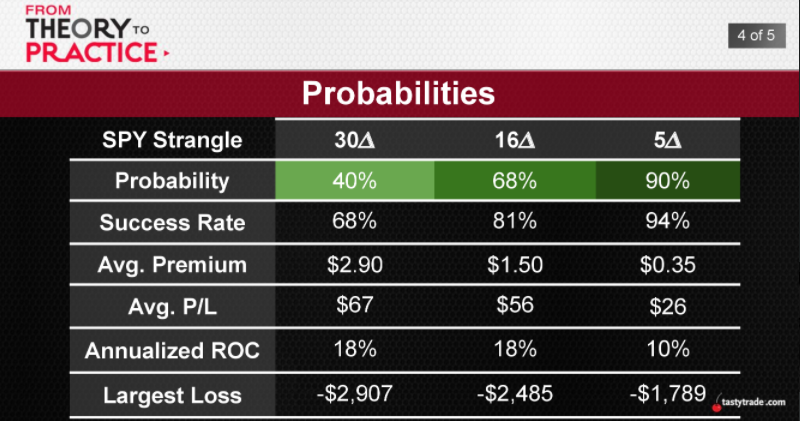 FROM
THEORY TO
PRACTICE
4 of 5
Probabilities
SPY Strangle 30Δ 16Δ 5Δ
Probability 40% 68% 90%
Success Rate 68% 81% 94%
Avg. Premium $2.90 $1.50 $0.35
Avg. P/L $67 $56 $26
Annualized ROC 18% 18% 10%
Largest Loss -$2,907 -$2,485 -$1,789
tastytrade.com